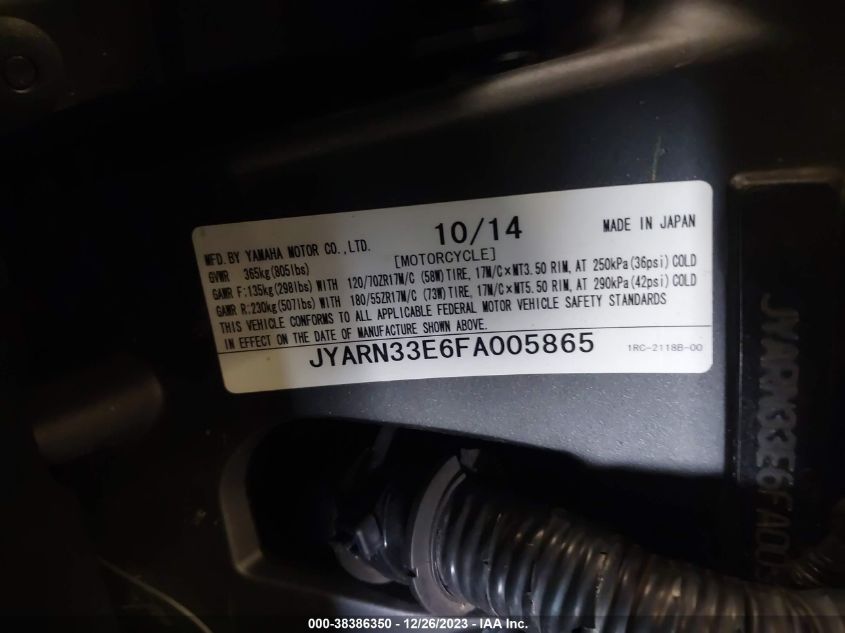 MFD. BY YAMAHA MOTOR CO., LTD. 10/14 MADE IN JAPAN
[MOTORCYCLE]
GVWR 365kg(805lbs)
GAWR F:135kg(298lbs) WITH 120/70ZR17M/C (58W)TIRE, 17M/C×MT3.50 RIM, AT 250kPa(36psi) COLD
GAWR R:230kg(507lbs) WITH 180/55ZR17M/C (73W)TIRE, 17M/C×MT5.50 RIM, AT 290kPa(42psi) COLD
THIS VEHICLE CONFORMS TO ALL APPLICABLE FEDERAL MOTOR VEHICLE SAFETY STANDARDS
IN EFFECT ON THE DATE OF MANUFACTURE SHOWN ABOVE.
JYARN33E6FA005865 1RC-2118B-00
JYARN33E6FA00
000-38386350 - 12/26/2023 - IAA Inc.